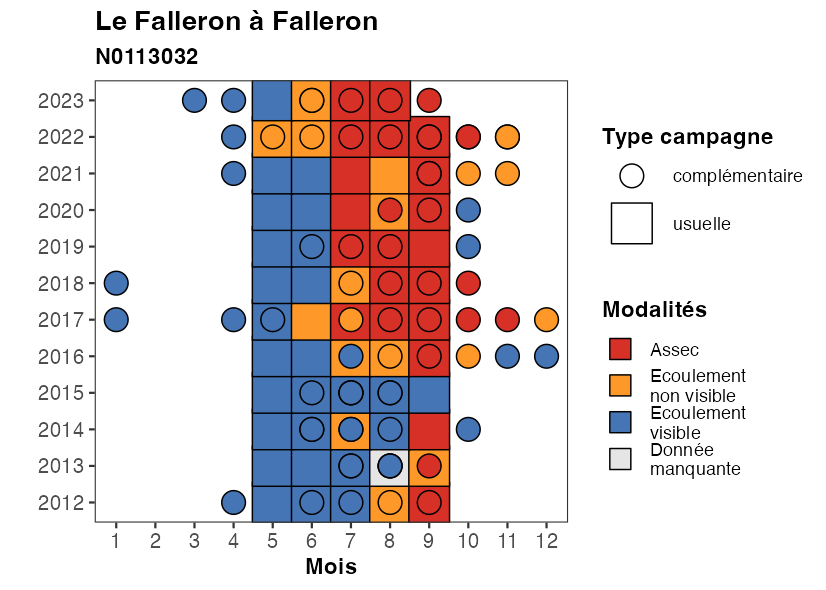 Le Falleron à Falleron
N0113032
2023
2022
2021
2020
2019
2018
2017
2016
2015
2014
2013
2012
1 2 3 4 5 6 7 8 9 10 11 12
Mois
Type campagne
complémentaire
usuelle
Modalités
Assec
Ecoulement
non visible
Ecoulement
visible
Donnée
manquante